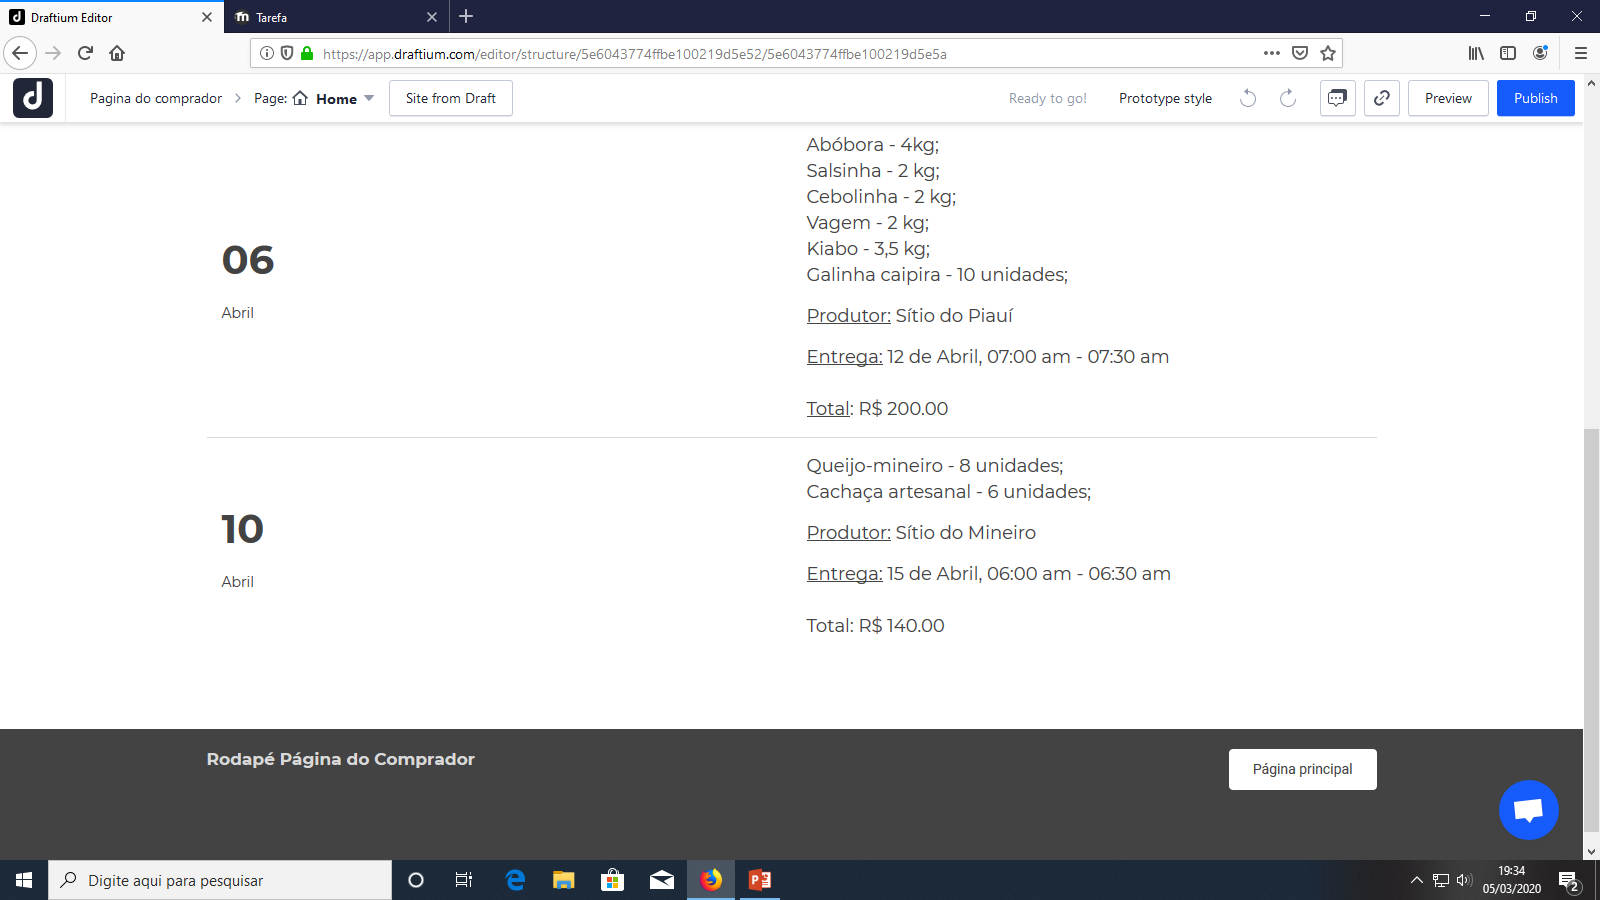 Draftium Editor
Tarefa
https://app.draftium.com/editor/structure/5e6043774ffbe100219d5e52/5e6043774ffbe100219d5e5a
Pagina do comprador
Page: Home
Site from Draft
Ready to go!
Prototype style
Preview
Publish
06
Abril
Abóbora - 4kg;
Salsinha - 2 kg;
Cebolinha - 2 kg;
Vagem - 2 kg;
Kiabo - 3,5 kg;
Galinha caipira - 10 unidades;
Produtor: Sítio do Piauí
Entrega: 12 de Abril, 07:00 am - 07:30 am
Total: R$ 200.00
10
Abril
Queijo-mineiro - 8 unidades;
Cachaça artesanal - 6 unidades;
Produtor: Sítio do Mineiro
Entrega: 15 de Abril, 06:00 am - 06:30 am
Total: R$ 140.00
Rodapé Página do Comprador
Página principal
Digite aqui para pesquisar
19:34
05/03/2020
2